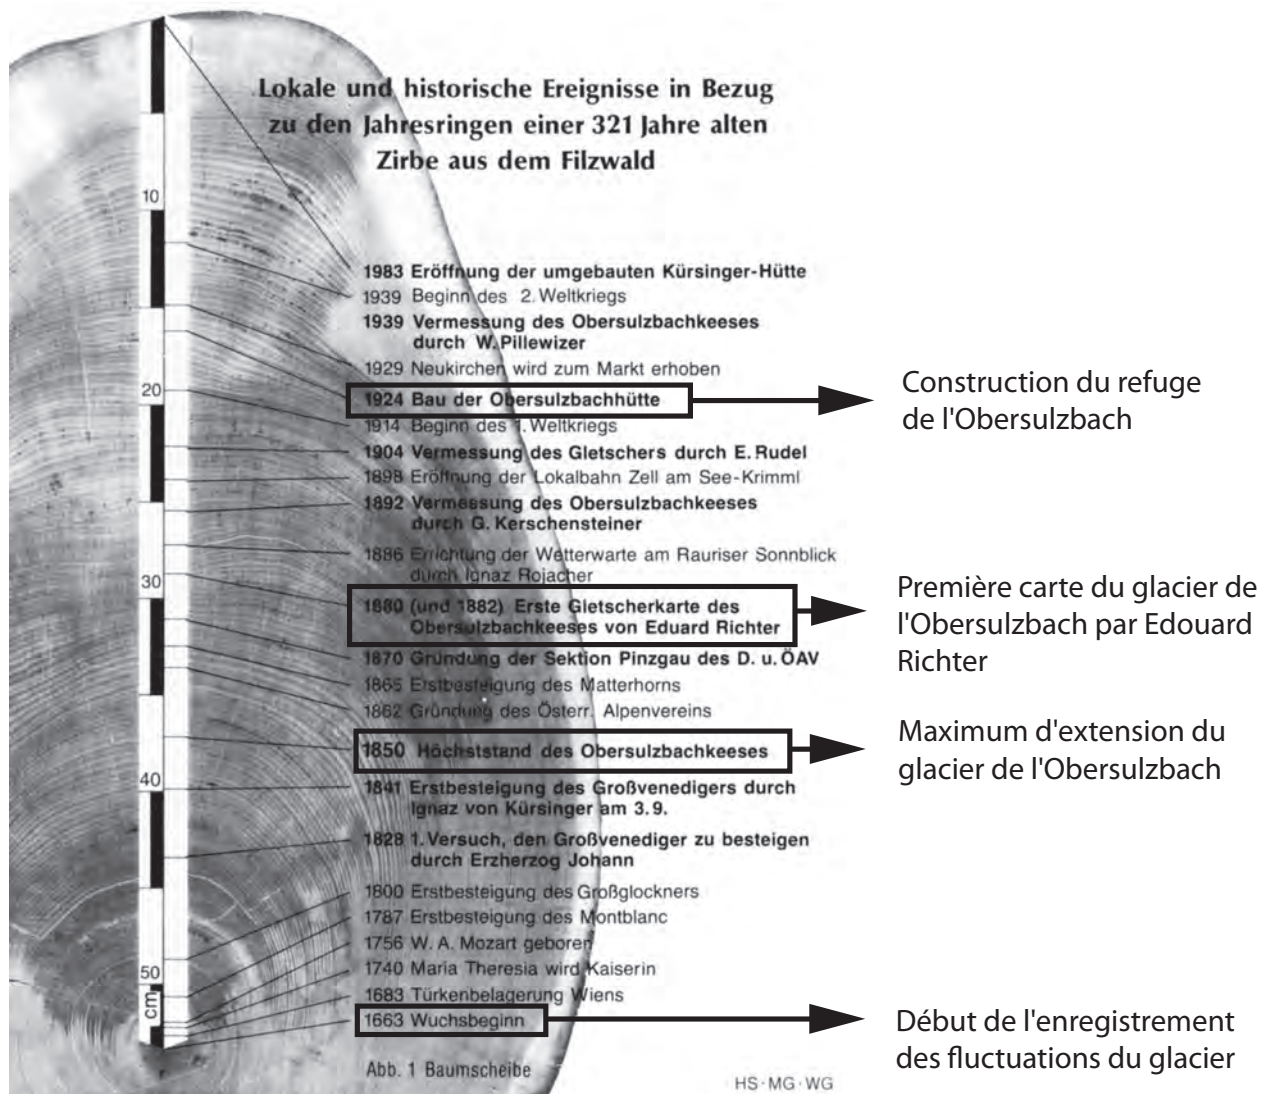 Lokale und historische Ereignisse in Bezug
zu den Jahresringen einer 321 Jahre alten
Zirbe aus dem Filzwald
10
20
30
40
50
cm
1983 Eröffnung der umgebauten Kürsinger-Hütte
1939 Beginn des 2. Weltkriegs
1939 Vermessung des Obersulzbachkeeses
durch W. Pillewizer
1929 Neukirchen wird zum Markt erhoben
1924 Bau der Obersulzbachhütte
1914 Beginn des 1. Weltkriegs
1904 Vermessung des Gletschers durch E. Rudel
1898 Eröffnung der Lokalbahn Zell am See-Krimml
1892 Vermessung des Obersulzbachkeeses
durch G. Kerschensteiner
1886 Errichtung der Wetterwarte am Rauriser Sonnblick
durch Ignaz Rojacher
1880 (und 1882) Erste Gletscherkarte des
Obersulzbachkeeses von Eduard Richter
1870 Gründung der Sektion Pinzgau des D. u. ÖAV
1865 Erstbesteigung des Matterhorns
1862 Gründung des Österr. Alpenvereins
1850 Höchststand des Obersulzbachkeeses
1841 Erstbesteigung des Großvenedigers durch
Ignaz von Kürsinger am 3.9.
1828 1. Versuch, den Großvenediger zu besteigen
durch Erzherzog Johann
1800 Erstbesteigung des Großglockners
1787 Erstbesteigung des Montblanc
1756 W. A. Mozart geboren
1740 Maria Theresia wird Kaiserin
1683 Türkenbelagerung Wiens
1663 Wuchsbeginn
Abb. 1 Baumscheibe
HS·MG·WG
Construction du refuge
de l'Obersulzbach
Première carte du glacier de
l'Obersulzbach par Edouard
Richter
Maximum d'extension du
glacier de l'Obersulzbach
Début de l'enregistrement
des fluctuations du glacier